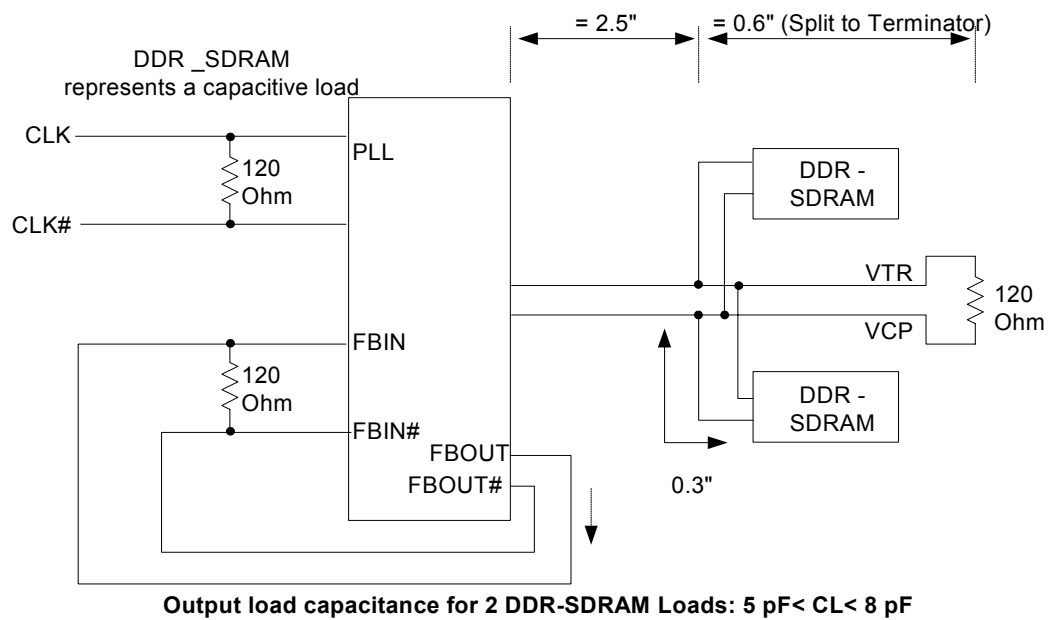 = 2.5"
= 0.6" (Split to Terminator)
DDR _SDRAM
represents a capacitive load
CLK
PLL
120
Ohm
CLK#
DDR -
SDRAM
VTR
120
Ohm
VCP
FBIN
120
Ohm
FBIN#
DDR -
SDRAM
FBOUT
FBOUT#
0.3"
Output load capacitance for 2 DDR-SDRAM Loads: 5 pF< CL< 8 pF